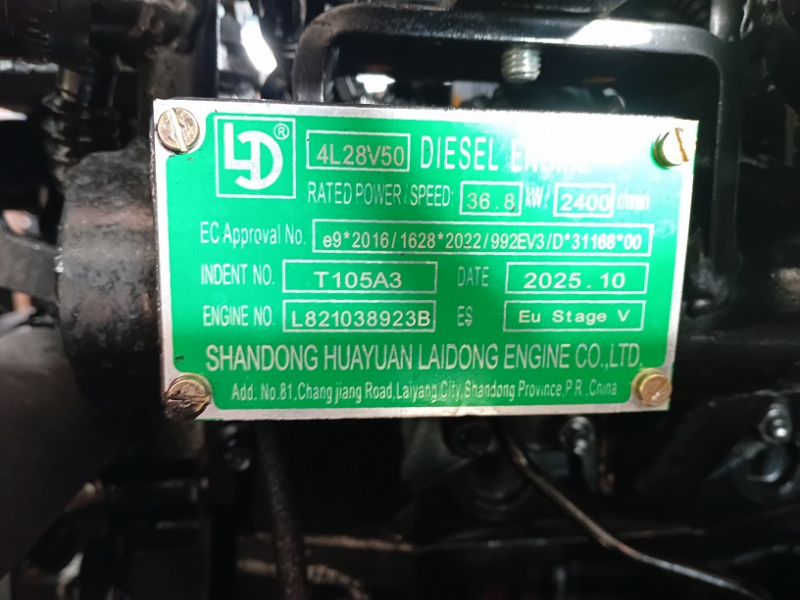 LD ® 4L28V50 DIESEL ENGINE
RATED POWER/SPEED 36.8 kW/ 2400 r/min
EC Approval No. e9*2016/1628*2022/992EV3/D*31168*00
INDENT NO. T105A3 DATE 2025.10
ENGINE NO. L821038923B ES Eu Stage V
SHANDONG HUAYUAN LAIDONG ENGINE CO.,LTD.
Add. No.81,Changjiang Road,Laiyang City,Shandong Province,P.R.,China